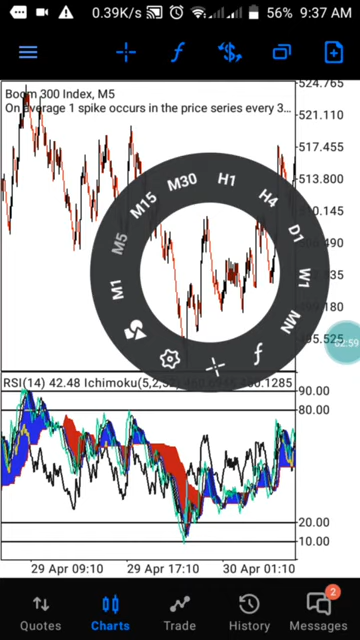 0.39K/s 56% 9:37 AM
Boom 300 Index, M5
On average 1 spike occurs in the price series every 3...
524.765
521.110
517.455
513.800
M1 M5 M15 M30 H1 H4 D1 W1 MN
02:59
RSI(14) 42.48 Ichimoku(5,2,
90.00
80.00
20.00
10.00
29 Apr 09:10 29 Apr 17:10 30 Apr 01:10
2
Quotes Charts Trade History Messages